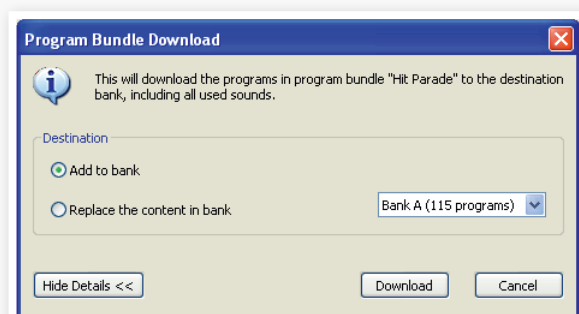 Program Bundle Download
This will download the programs in program bundle "Hit Parade" to the destination
bank, including all used sounds.
Destination
Add to bank
Replace the content in bank
Bank A (115 programs)
Hide Details <<
Download
Cancel